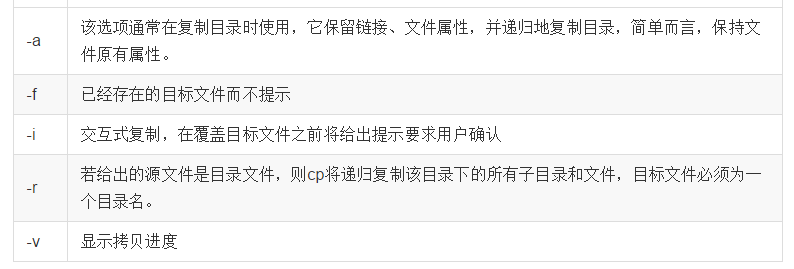 -a
该选项通常在复制目录时使用，它保留链接、文件属性，并递归地复制目录，简单而言，保持文
件原有属性。
-f
已经存在的目标文件而不提示
-i
交互式复制，在覆盖目标文件之前将给出提示要求用户确认
-r
若给出的源文件是目录文件，则cp将递归复制该目录下的所有子目录和文件，目标文件必须为一
个目录名。
-v
显示拷贝进度